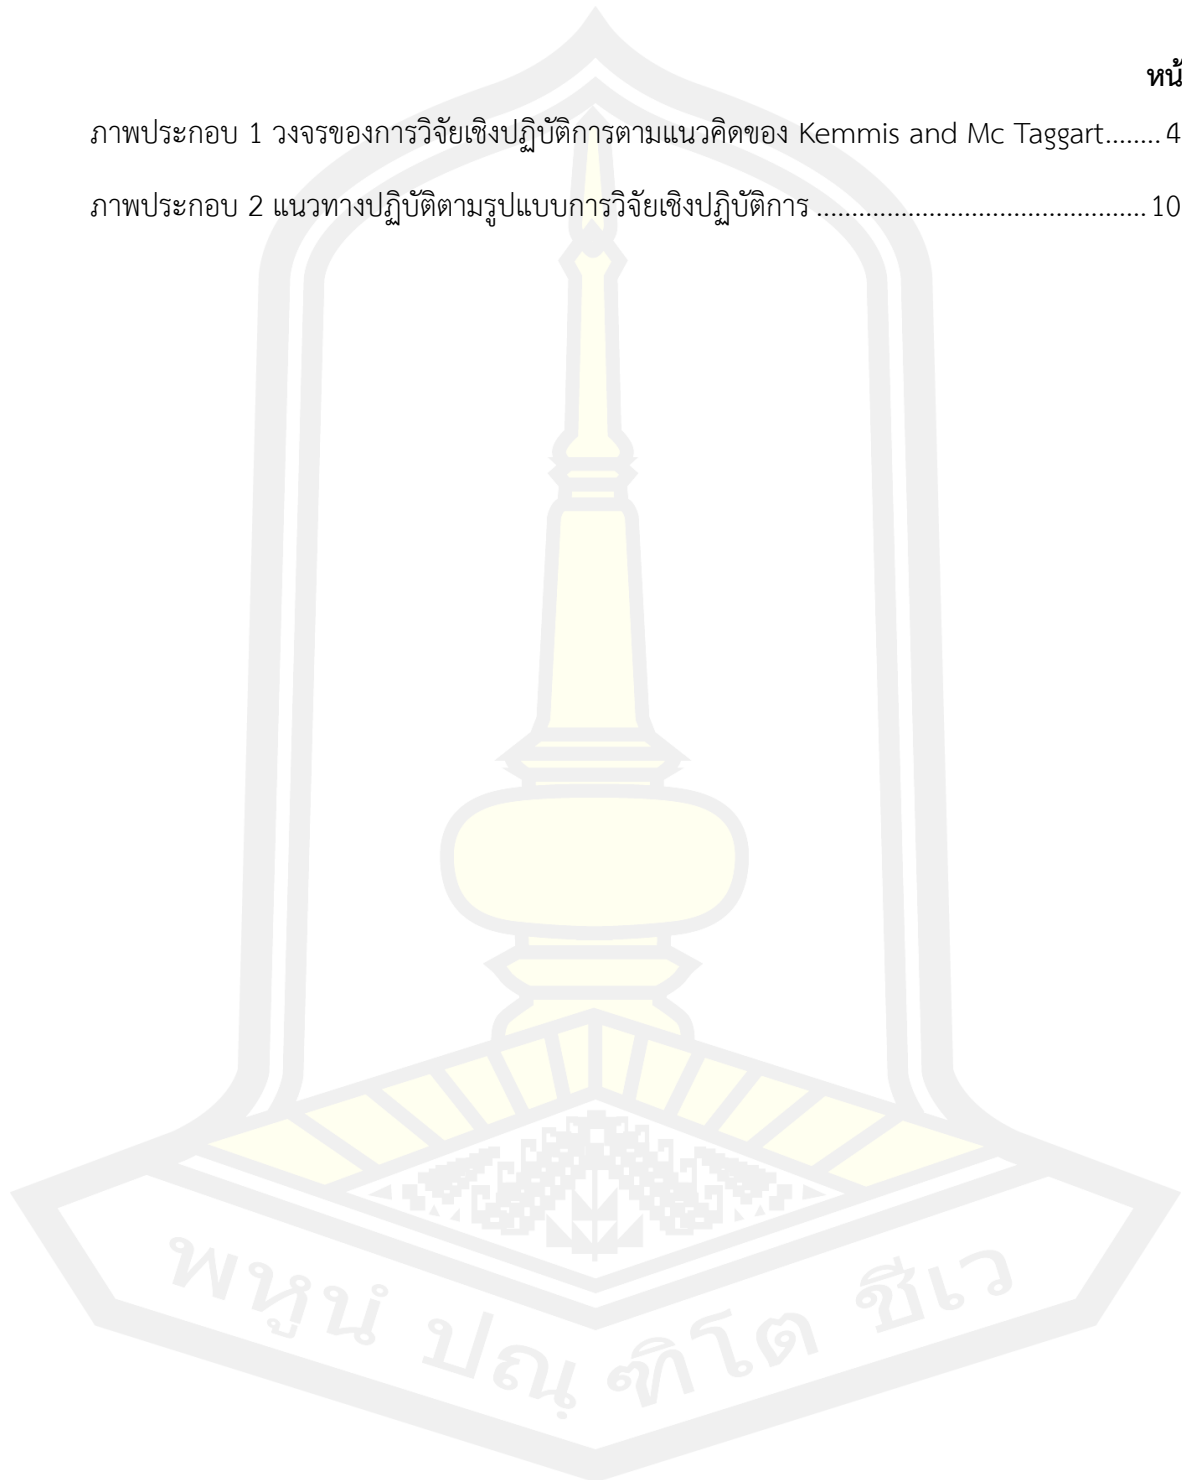 หน้
ภาพประกอบ 1 วงจรของการวิจัยเชิงปฏิบัติการตามแนวคิดของ Kemmis and Mc Taggart........ 4
ภาพประกอบ 2 แนวทางปฏิบัติตามรูปแบบการวิจัยเชิงปฏิบัติการ ............................................... 10
พหูนํ ปณฺฑิโต ชีเว